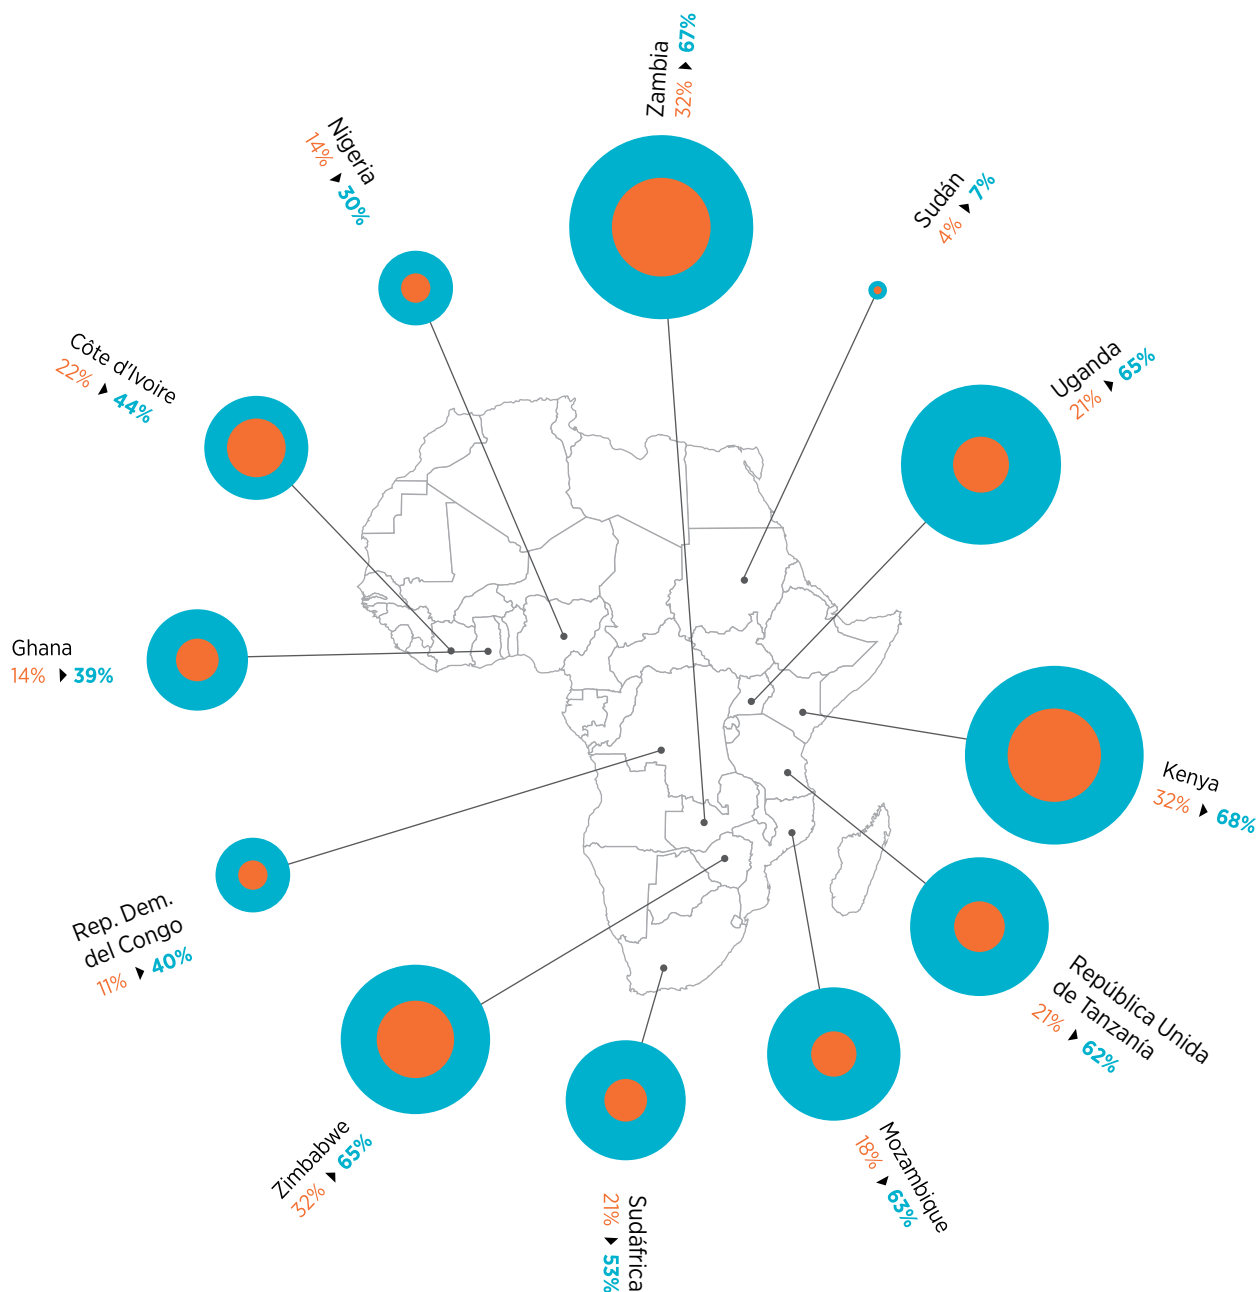 Zambia
32% ▶ 67%
Sudán
4% ▶ 7%
Uganda
21% ▶ 65%
Kenya
32% ▶ 68%
República Unida
de Tanzanía
21% ▶ 62%
Mozambique
18% ▶ 63%
Sudáfrica
21% ▶ 53%
Zimbabwe
32% ▶ 65%
Rep. Dem.
del Congo
11% ▶ 40%
Ghana
14% ▶ 39%
Côte d'Ivoire
22% ▶ 44%
Nigeria
14% ▶ 30%